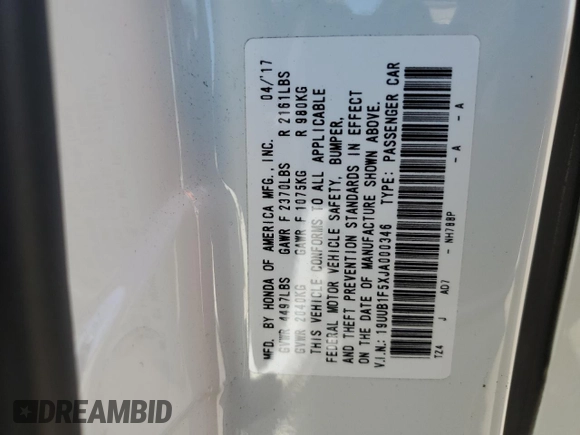 MFD. BY HONDA OF AMERICA MFG., INC. 04/'17
GVWR 4497LBS GAWR F 2370LBS R 2161LBS
GVWR 2040KG GAWR F 1075KG R 980KG
THIS VEHICLE CONFORMS TO ALL APPLICABLE
FEDERAL MOTOR VEHICLE SAFETY, BUMPER,
AND THEFT PREVENTION STANDARDS IN EFFECT
ON THE DATE OF MANUFACTURE SHOWN ABOVE.
V.I.N.: 19UUB1F5XJA000346 TYPE: PASSENGER CAR
TZ4 J AD7 - NH788P - A - A
DREAMBID